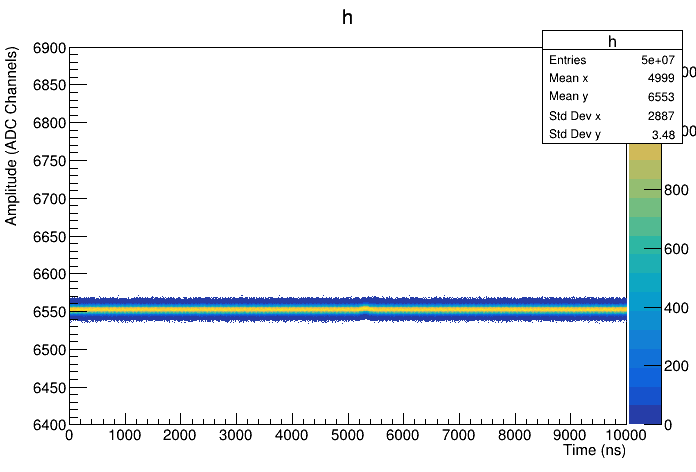 h
h
Entries 5e+07
Mean x 4999
Mean y 6553
Std Dev x 2887
Std Dev y 3.48
Amplitude (ADC Channels)
6900
6850
6800
6750
6700
6650
6600
6550
6500
6450
6400
800
600
400
200
0
0 1000 2000 3000 4000 5000 6000 7000 8000 9000 10000
Time (ns)